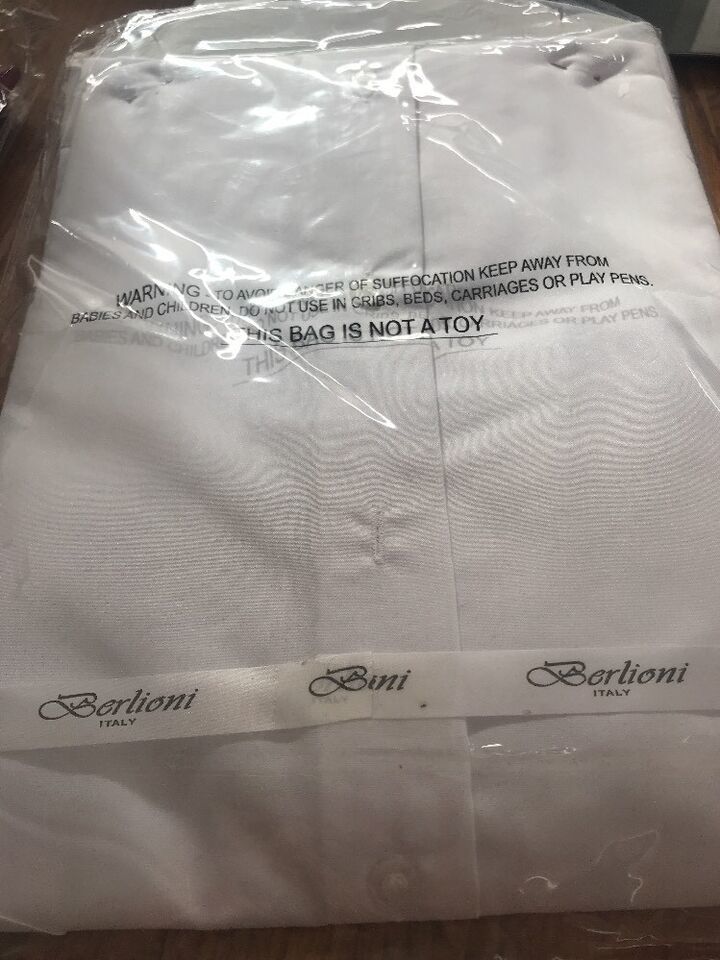 WARNING - TO AVOID DANGER OF SUFFOCATION KEEP AWAY FROM
BABIES AND CHILDREN. DO NOT USE IN CRIBS, BEDS, CARRIAGES OR PLAY PENS.
THIS BAG IS NOT A TOY
Berlioni
ITALY
Bini
Berlioni
ITALY